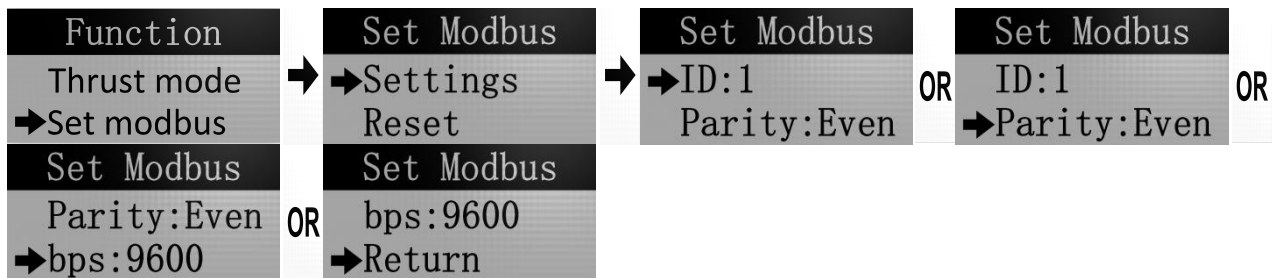 Function
Thrust mode
➡Set modbus
➡
Set Modbus
➡Settings
Reset
➡
Set Modbus
➡ID:1
Parity:Even
OR
Set Modbus
ID:1
➡Parity:Even
OR
Set Modbus
Parity:Even
➡bps:9600
OR
Set Modbus
bps:9600
➡Return